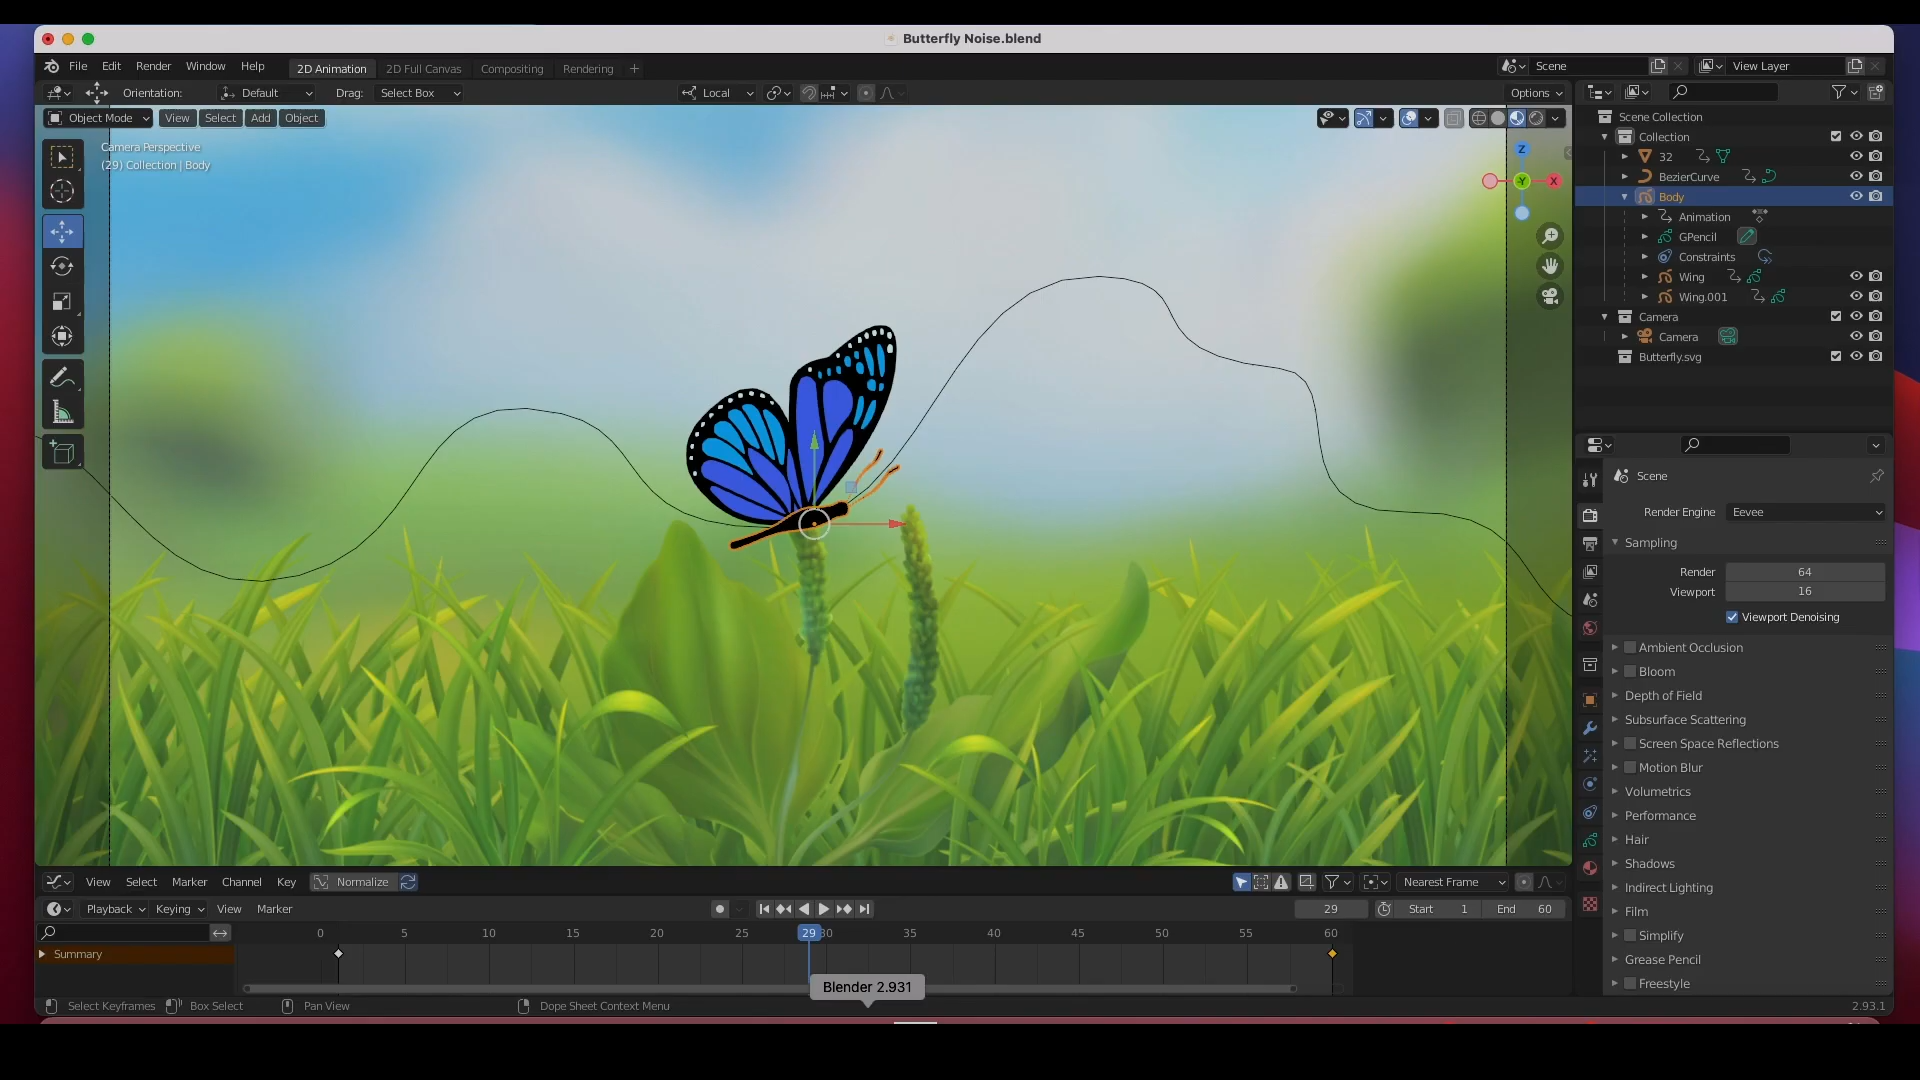 Butterfly Noise.blend
File Edit Render Window Help 2D Animation 2D Full Canvas Compositing Rendering + Scene View Layer
Orientation: Default Drag: Select Box Local Options
Object Mode View Select Add Object
Camera Perspective
(29) Collection | Body
Z
Y
X
Scene Collection
Collection
32
BezierCurve
Body
Animation
GPencil
Constraints
Wing
Wing.001
Camera
Camera
Butterfly.svg
Scene
Render Engine Eevee
Sampling
Render 64
Viewport 16
Viewport Denoising
Ambient Occlusion
Bloom
Depth of Field
Subsurface Scattering
Screen Space Reflections
Motion Blur
Volumetrics
Performance
Hair
Shadows
Indirect Lighting
Film
Simplify
Grease Pencil
Freestyle
View Select Marker Channel Key Normalize Nearest Frame
Playback Keying View Marker 29 Start 1 End 60
0 5 10 15 20 25 29 30 35 40 45 50 55 60
Summary
Blender 2.931
Select Keyframes Box Select Pan View Dope Sheet Context Menu 2.93.1